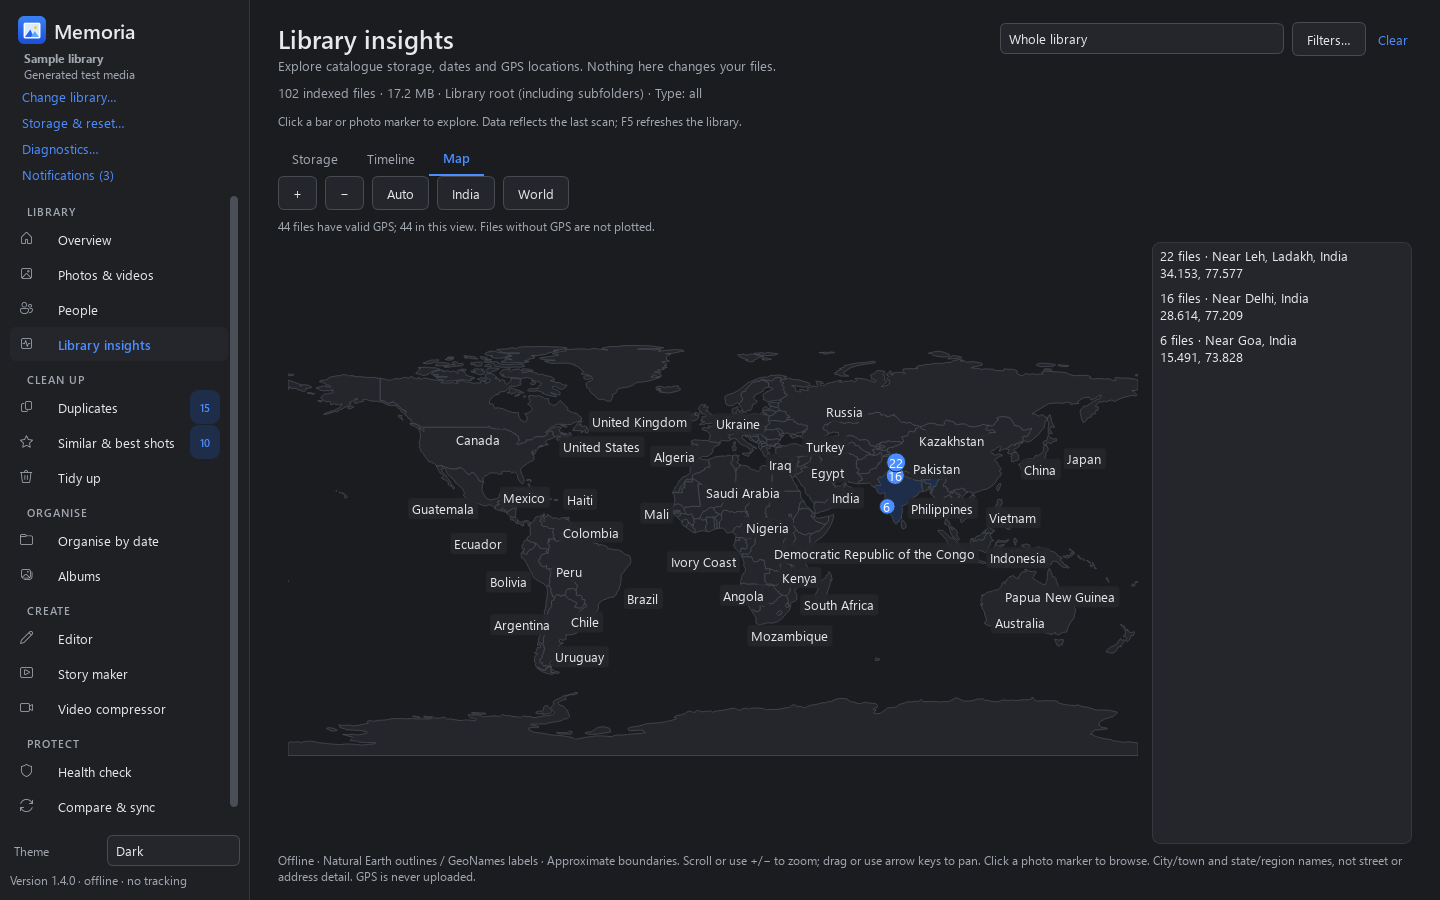 Memoria
Sample library
Generated test media
Change library...
Storage & reset...
Diagnostics...
Notifications (3)
LIBRARY
Overview
Photos & videos
People
Library insights
CLEAN UP
Duplicates 15
Similar & best shots 10
Tidy up
ORGANISE
Organise by date
Albums
CREATE
Editor
Story maker
Video compressor
PROTECT
Health check
Compare & sync
Theme Dark
Version 1.4.0 · offline · no tracking
Library insights
Whole library Filters... Clear
Explore catalogue storage, dates and GPS locations. Nothing here changes your files.
102 indexed files · 17.2 MB · Library root (including subfolders) · Type: all
Click a bar or photo marker to explore. Data reflects the last scan; F5 refreshes the library.
Storage Timeline Map
+ − Auto India World
44 files have valid GPS; 44 in this view. Files without GPS are not plotted.
Russia
United Kingdom Ukraine
Canada Kazakhstan
United States Turkey
Algeria Japan
Iraq 22 Pakistan China
Egypt 16
Mexico Haiti Saudi Arabia India
Guatemala 6 Philippines
Mali Vietnam
Colombia Nigeria
Ecuador Democratic Republic of the Congo Indonesia
Ivory Coast
Bolivia Peru Kenya
Brazil Angola Papua New Guinea
South Africa
Argentina Chile Australia
Mozambique
Uruguay
22 files · Near Leh, Ladakh, India
34.153, 77.577
16 files · Near Delhi, India
28.614, 77.209
6 files · Near Goa, India
15.491, 73.828
Offline · Natural Earth outlines / GeoNames labels · Approximate boundaries. Scroll or use +/− to zoom; drag or use arrow keys to pan. Click a photo marker to browse. City/town and state/region names, not street or
address detail. GPS is never uploaded.